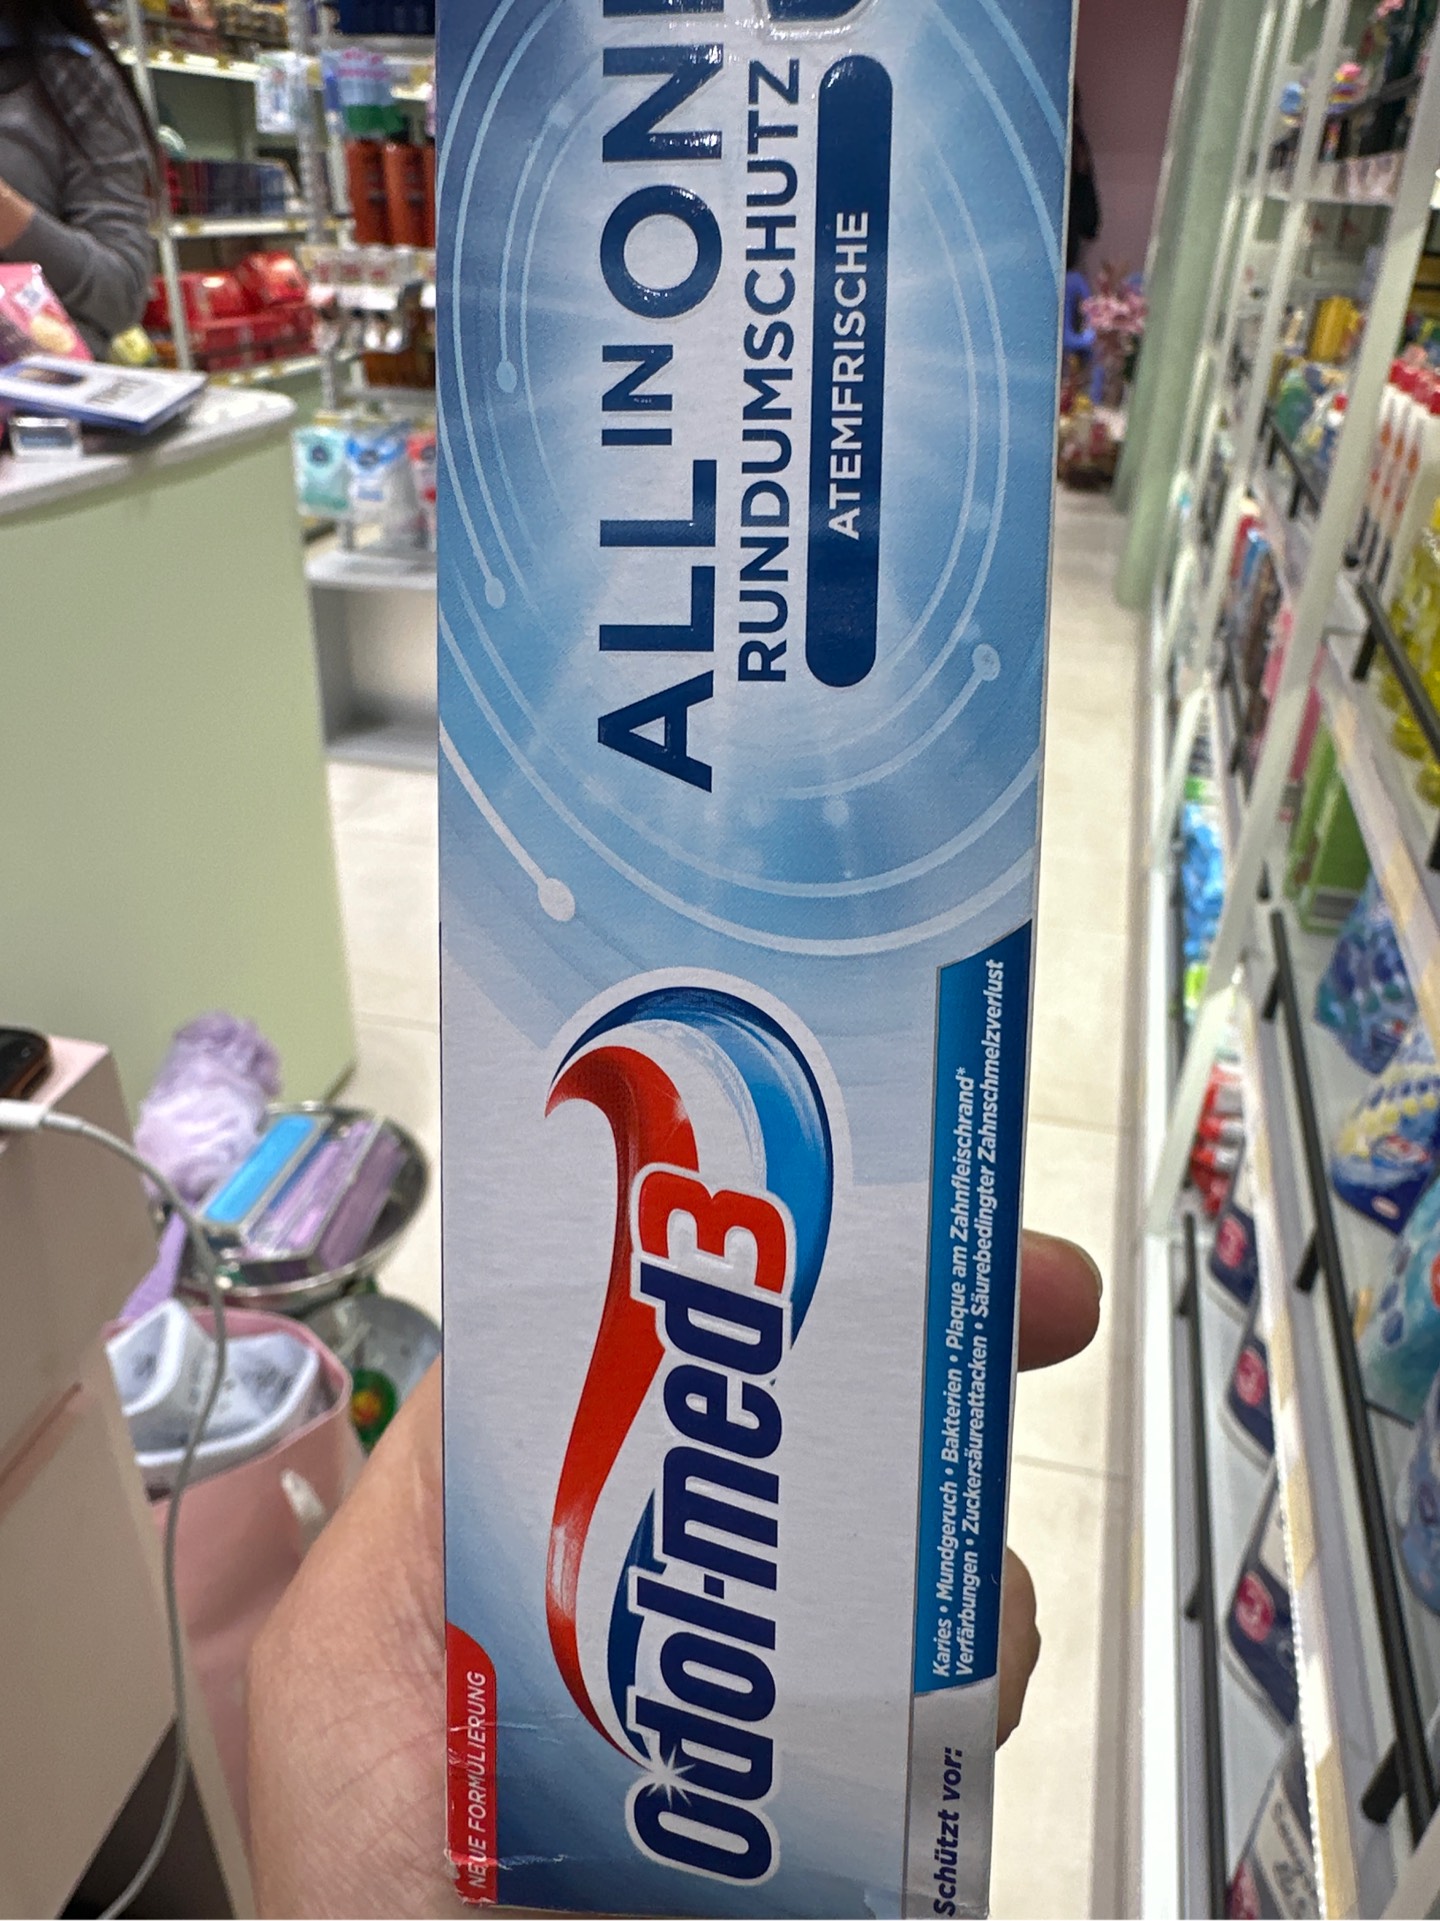 NEUE FORMULIERUNG
odol-med3
ALL IN ON
RUNDUMSCHUTZ
ATEMFRISCHE
Schützt vor:
Karies • Mundgeruch • Bakterien • Plaque am Zahnfleischrand*
Verfärbungen • Zuckersäureattacken • Säurebedingter Zahnschmelzverlust